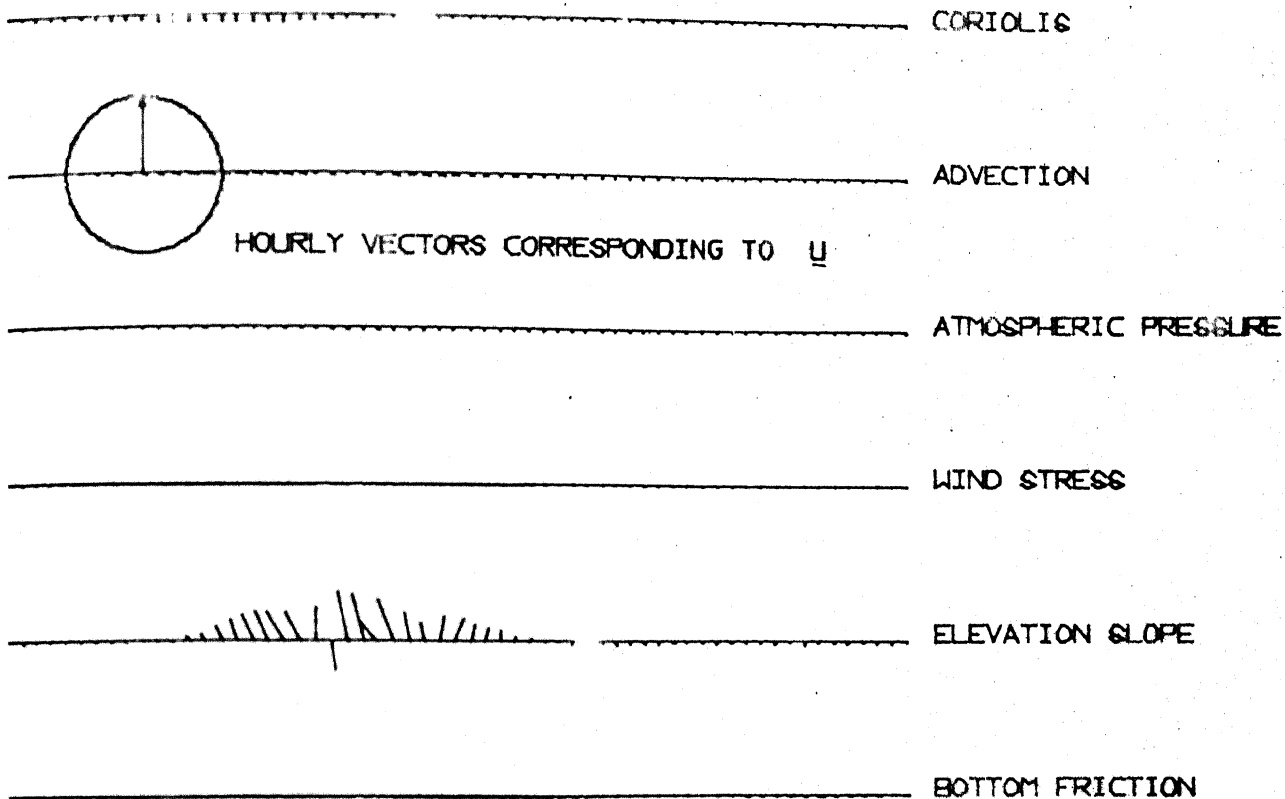 CORIOLIS
ADVECTION
HOURLY VECTORS CORRESPONDING TO u
ATMOSPHERIC PRESSURE
WIND STRESS
ELEVATION SLOPE
BOTTOM FRICTION